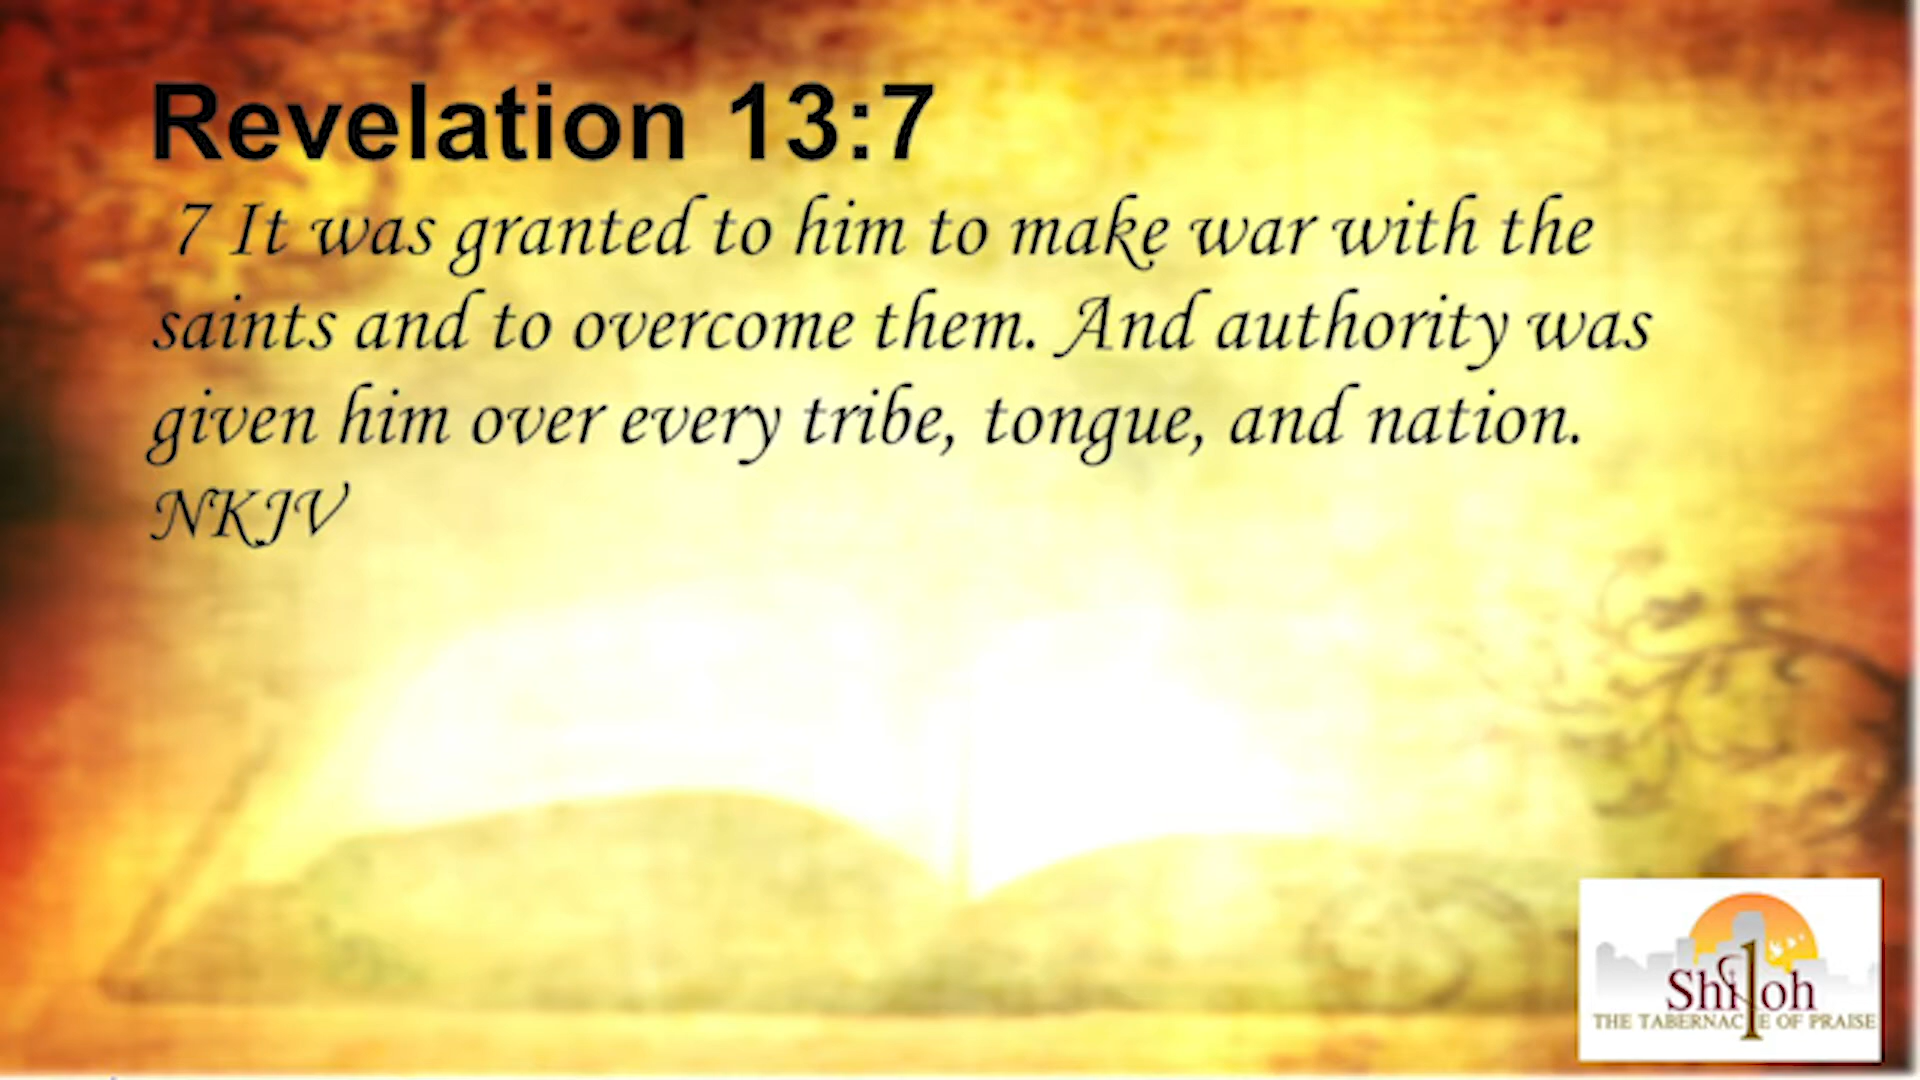 Revelation 13:7
7 It was granted to him to make war with the
saints and to overcome them. And authority was
given him over every tribe, tongue, and nation.
NKJV
Shiloh
THE TABERNACLE OF PRAISE